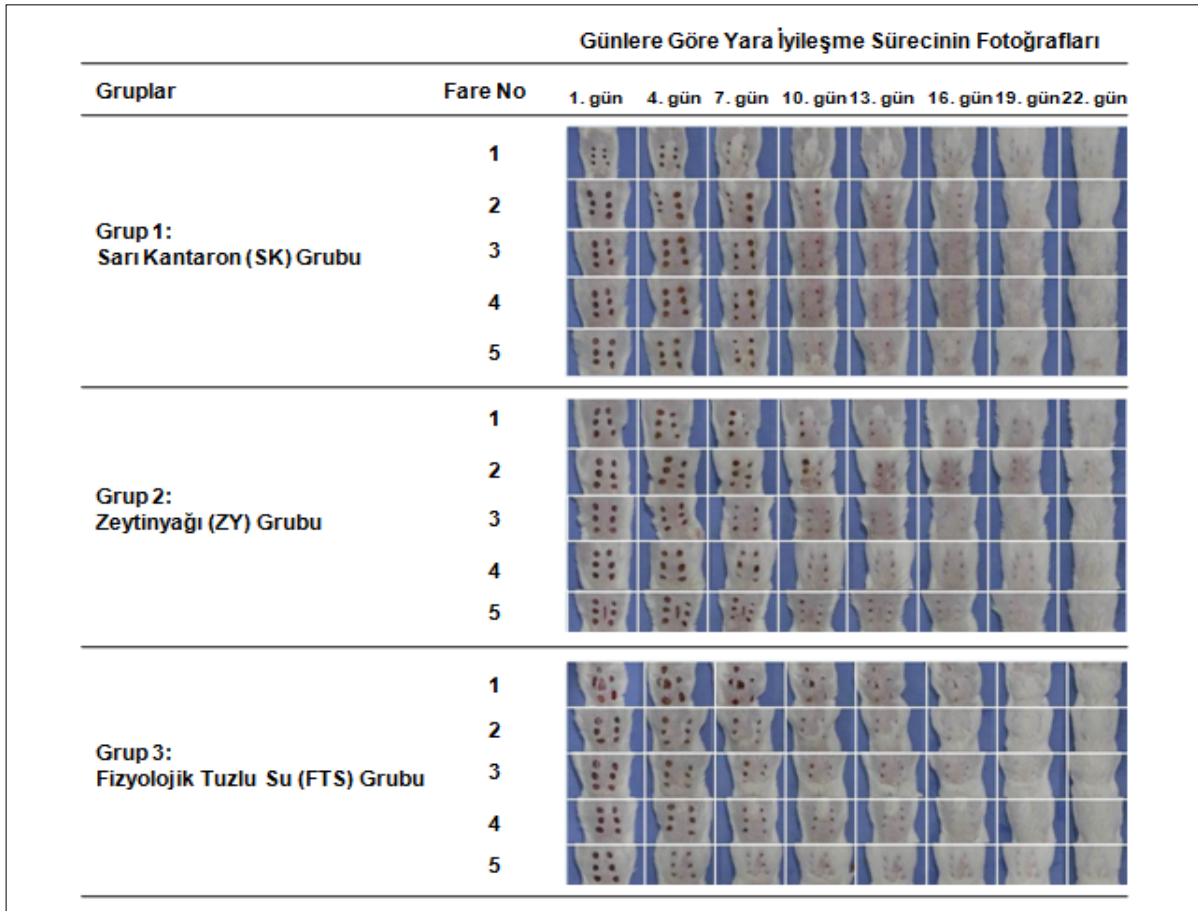 Günlere Göre Yara İyileşme Sürecinin Fotoğrafları
Gruplar Fare No 1. gün 4. gün 7. gün 10. gün 13. gün 16. gün 19. gün 22. gün
Grup 1:
Sarı Kantaron (SK) Grubu
1
2
3
4
5
Grup 2:
Zeytinyağı (ZY) Grubu
1
2
3
4
5
Grup 3:
Fizyolojik Tuzlu Su (FTS) Grubu
1
2
3
4
5